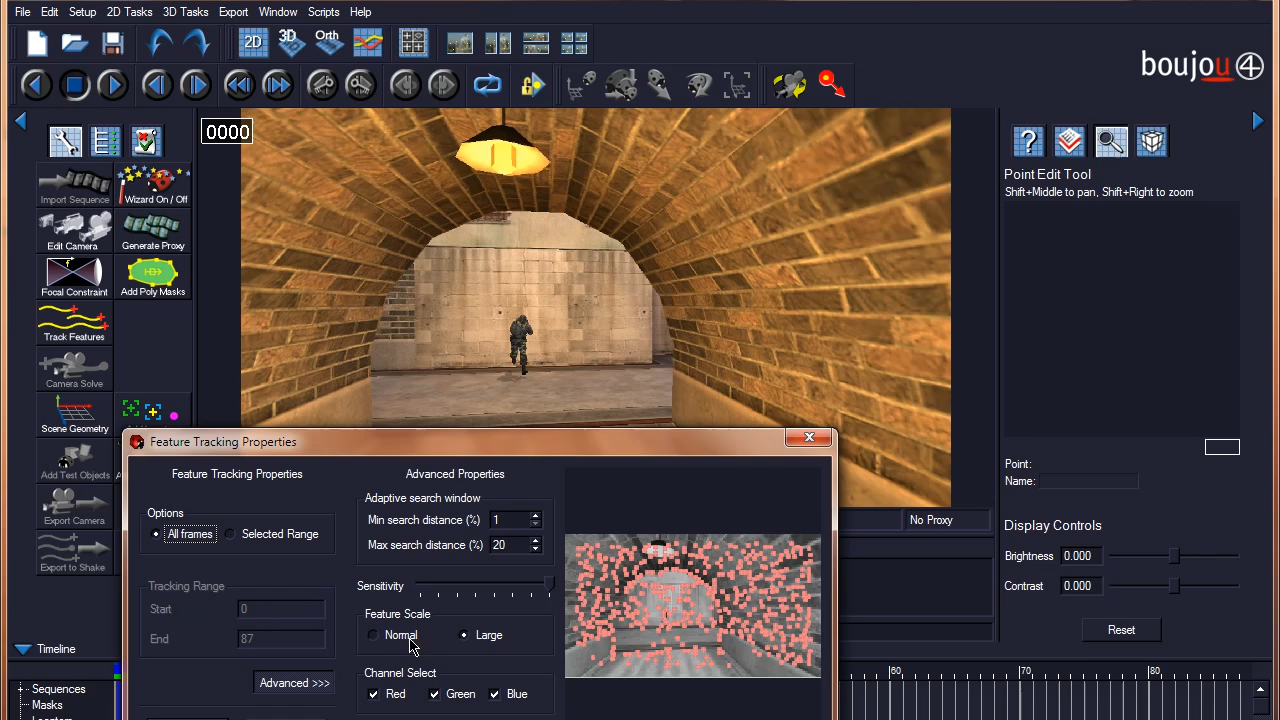 File Edit Setup 2D Tasks 3D Tasks Export Window Scripts Help
2D 3D Orth
boujou 4
0000
Import Sequence Wizard On / Off
Edit Camera Generate Proxy
Focal Constraint Add Poly Masks
Track Features
Camera Solve
Scene Geometry
Add Test Objects
Export Camera
Export to Shake
Point Edit Tool
Shift+Middle to pan, Shift+Right to zoom
Point:
Name:
Display Controls
Brightness 0.000
Contrast 0.000
Reset
No Proxy
Feature Tracking Properties
Feature Tracking Properties
Options
All frames Selected Range
Tracking Range
Start 0
End 87
Advanced >>>
Advanced Properties
Adaptive search window
Min search distance (%) 1
Max search distance (%) 20
Sensitivity
Feature Scale
Normal Large
Channel Select
Red Green Blue
Timeline
60 70 80
Sequences
Masks